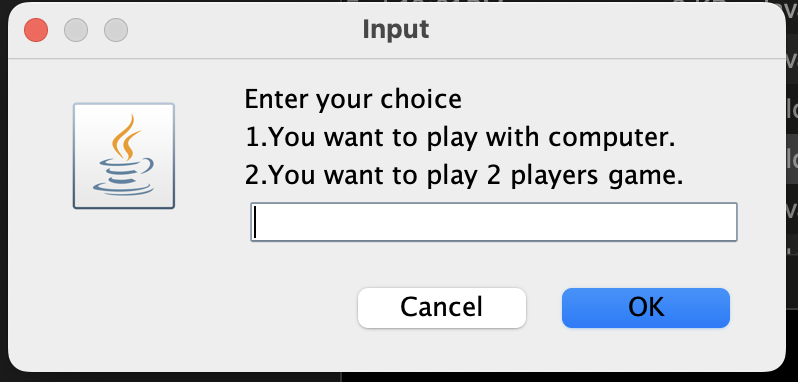 Input
Enter your choice
1.You want to play with computer.
2.You want to play 2 players game.
Cancel
OK